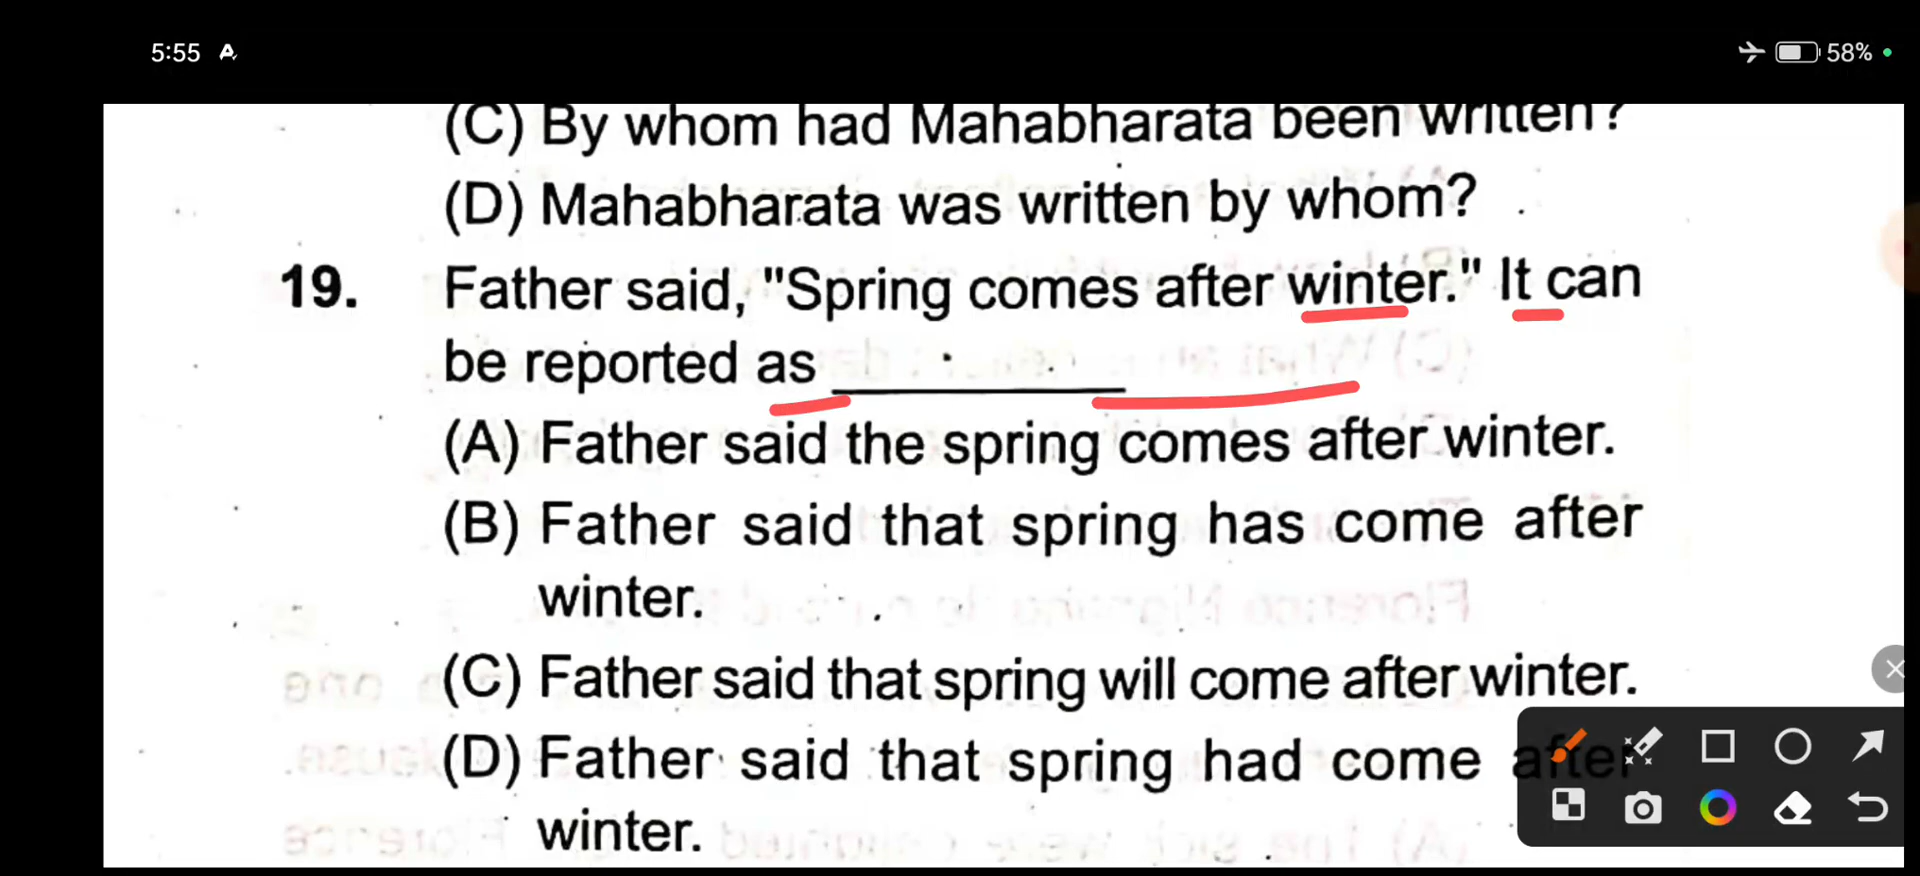 5:55
58%
(C) By whom had Mahabharata been written?
(D) Mahabharata was written by whom?
19. Father said, "Spring comes after winter." It can
be reported as
(A) Father said the spring comes after winter.
(B) Father said that spring has come after
winter.
(C) Father said that spring will come after winter.
(D) Father said that spring had come after
winter.